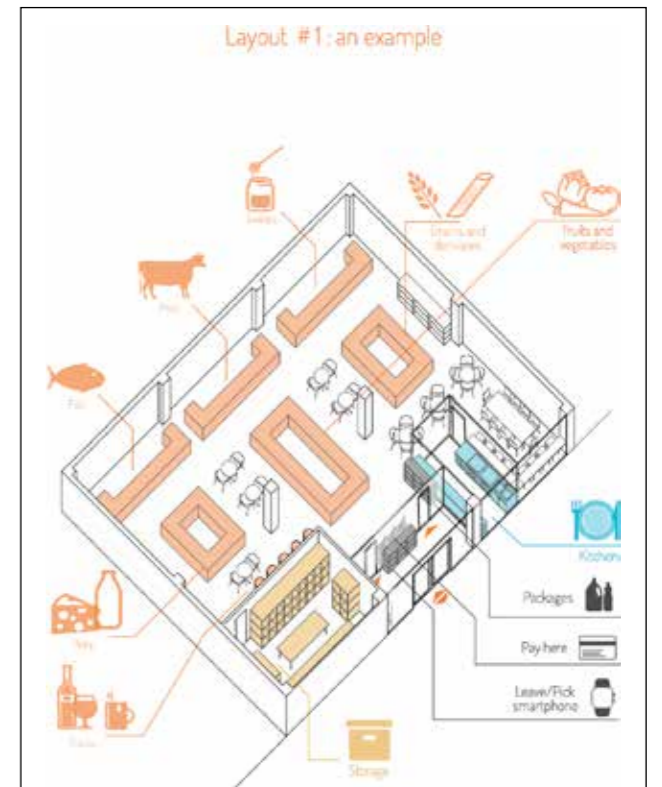 Layout #1: an example
Sweets
Grains and
derivates
Fruits and
vegetables
Meat
Fish
Kitchen
Packages
Pay here
Leave/Pick
smartphone
Storage